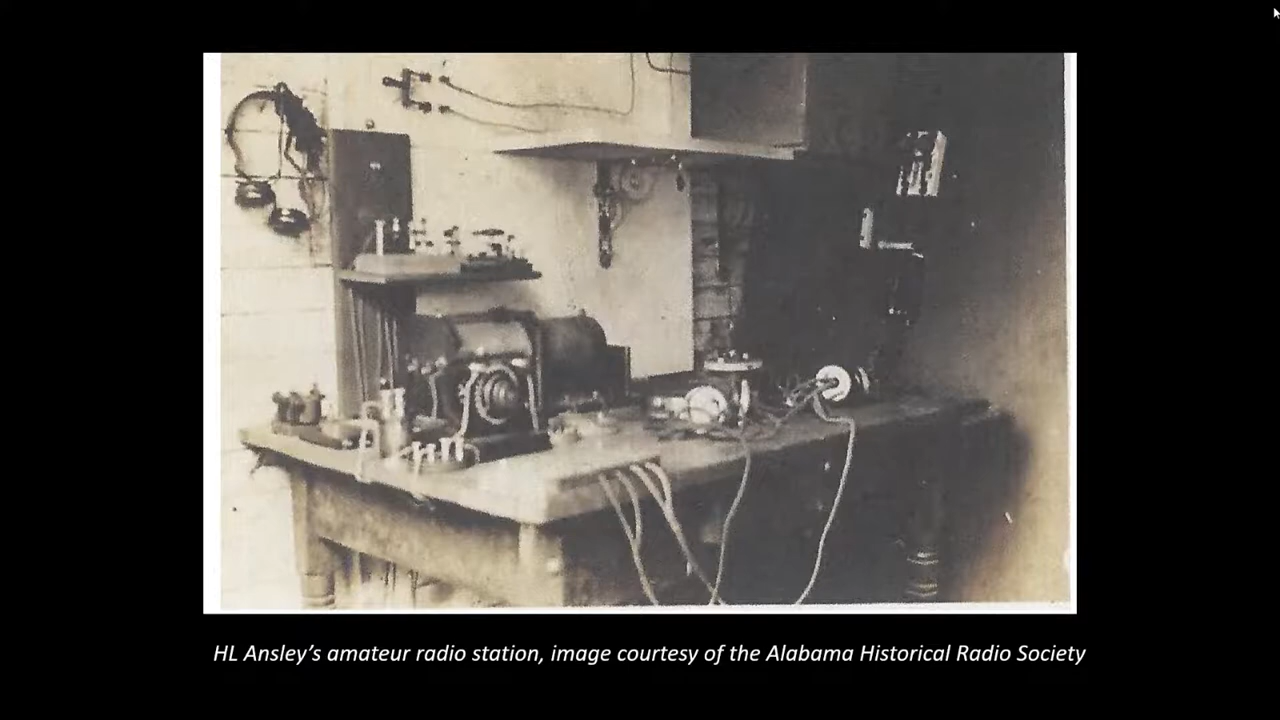 HL Ansley’s amateur radio station, image courtesy of the Alabama Historical Radio Society